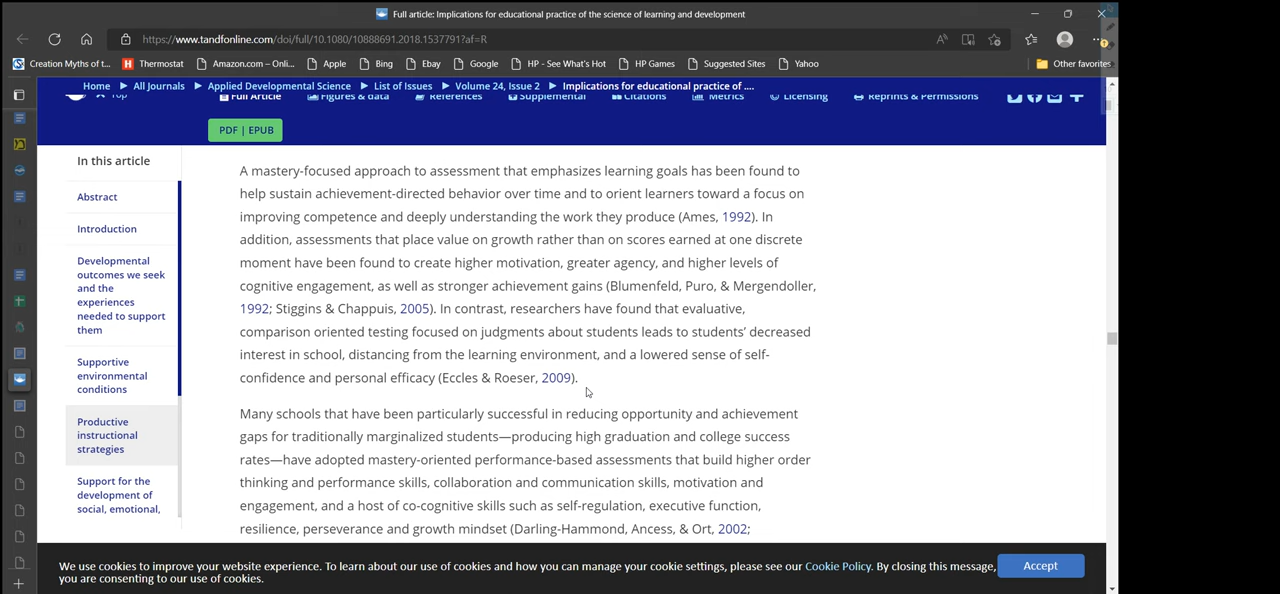 Full article: Implications for educational practice of the science of learning and development
https://www.tandfonline.com/doi/full/10.1080/10888691.2018.1537791?af=R
Creation Myths of t... Thermostat Amazon.com – Onli... Apple Bing Ebay Google HP - See What's Hot HP Games Suggested Sites Yahoo Other favorites
Home All Journals Applied Developmental Science List of Issues Volume 24, Issue 2 Implications for educational practice of ....
Top Full Article Figures & data References Supplemental Citations Metrics Licensing Reprints & Permissions
PDF | EPUB
In this article
Abstract
Introduction
Developmental
outcomes we seek
and the
experiences
needed to support
them
Supportive
environmental
conditions
Productive
instructional
strategies
Support for the
development of
social, emotional,
A mastery-focused approach to assessment that emphasizes learning goals has been found to
help sustain achievement-directed behavior over time and to orient learners toward a focus on
improving competence and deeply understanding the work they produce (Ames, 1992). In
addition, assessments that place value on growth rather than on scores earned at one discrete
moment have been found to create higher motivation, greater agency, and higher levels of
cognitive engagement, as well as stronger achievement gains (Blumenfeld, Puro, & Mergendoller,
1992; Stiggins & Chappuis, 2005). In contrast, researchers have found that evaluative,
comparison oriented testing focused on judgments about students leads to students’ decreased
interest in school, distancing from the learning environment, and a lowered sense of self-
confidence and personal efficacy (Eccles & Roeser, 2009).
Many schools that have been particularly successful in reducing opportunity and achievement
gaps for traditionally marginalized students—producing high graduation and college success
rates—have adopted mastery-oriented performance-based assessments that build higher order
thinking and performance skills, collaboration and communication skills, motivation and
engagement, and a host of co-cognitive skills such as self-regulation, executive function,
resilience, perseverance and growth mindset (Darling-Hammond, Ancess, & Ort, 2002;
We use cookies to improve your website experience. To learn about our use of cookies and how you can manage your cookie settings, please see our Cookie Policy. By closing this message,
you are consenting to our use of cookies.
Accept